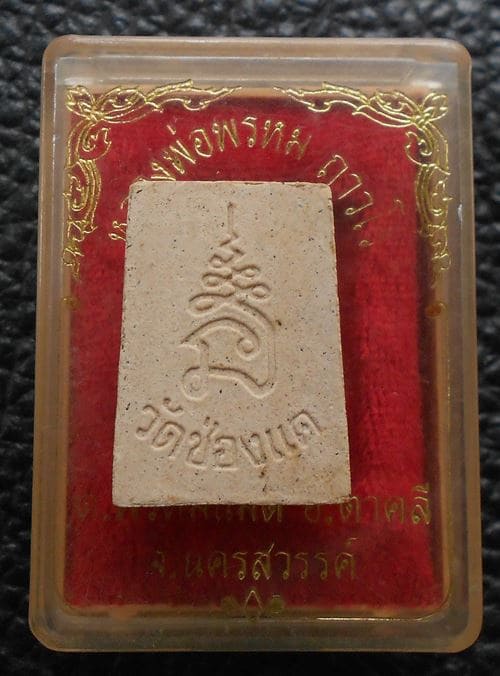 หลวงพ่อพรหม ถาวโร
วัดช่องแค
อ.ตาคลี
จ.นครสวรรค์